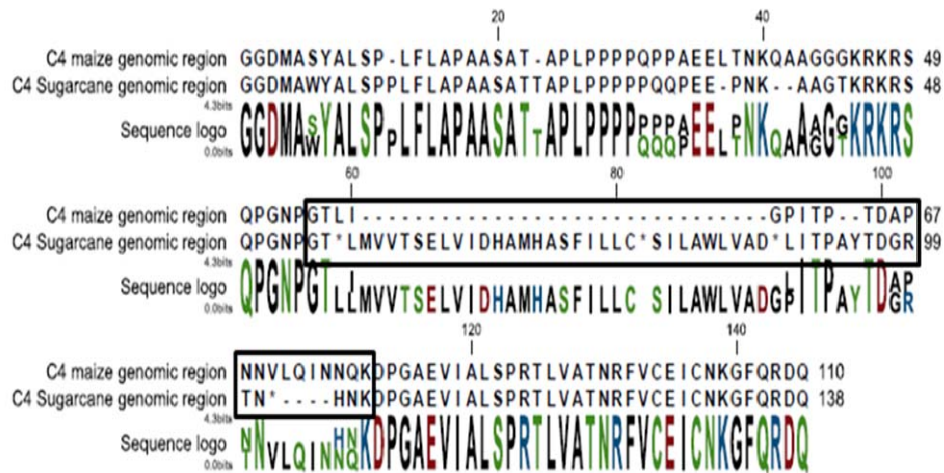 20 40
C4 maize genomic region GGDMASYALSP-LFLAPAASAT-APLPPPPQPPAEELTNKQAAGGGKRKRS 49
C4 Sugarcane genomic region GGDMAWYALSPPLFLAPAASATTAPLPPPPPQQPEE-PNK--AAGTKRKRS 48
4.3bits
Sequence logo
0.0bits
60 80 100
C4 maize genomic region QPGNPGTLI-------------------------------GPITP--TDAP 67
C4 Sugarcane genomic region QPGNPGT*LMVVTSELVIDHAMHASFILLC*SILAWLVAD*LITPAYTDGR 99
4.3bits
Sequence logo
0.0bits
120 140
C4 maize genomic region NNVLQINNQKDPGAEVIALSPRTLVATNRFVCEICNKGFQRDQ 110
C4 Sugarcane genomic region TN*----HNKDPGAEVIALSPRTLVATNRFVCEICNKGFQRDQ 138
4.3bits
Sequence logo
0.0bits